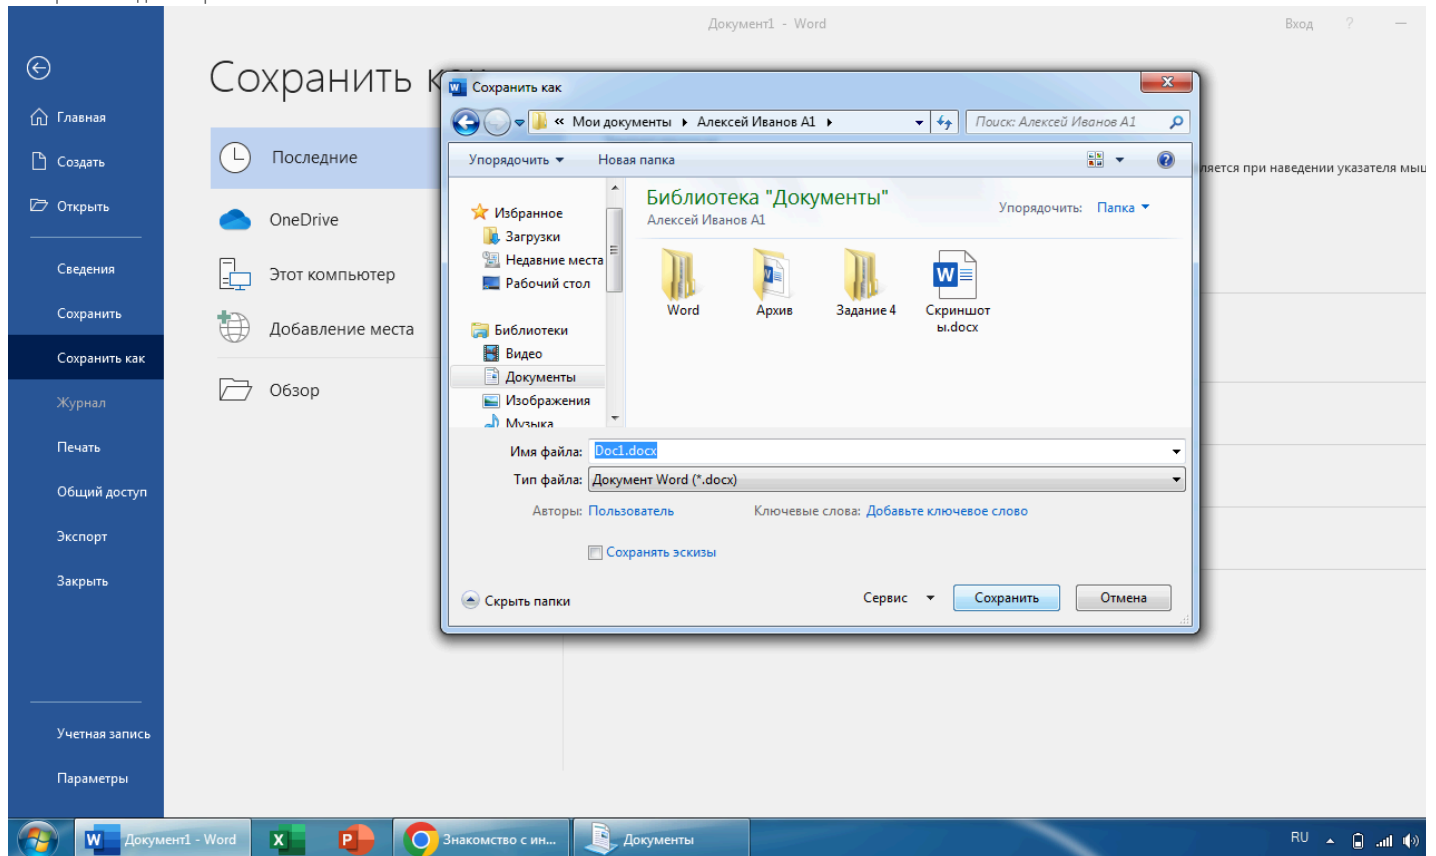 Документ1 - Word
Вход ? —
Сохранить к
Главная
Создать
Открыть
Сведения
Сохранить
Сохранить как
Журнал
Печать
Общий доступ
Экспорт
Закрыть
Учетная запись
Параметры
Последние
OneDrive
Этот компьютер
Добавление места
Обзор
Сохранить как
« Мои документы Алексей Иванов A1
Поиск: Алексей Иванов A1
Упорядочить Новая папка
ляется при наведении указателя мыш
Избранное
Загрузки
Недавние места
Рабочий стол
Библиотеки
Видео
Документы
Изображения
Музыка
Библиотека "Документы"
Алексей Иванов A1
Упорядочить: Папка
Word
Архив
Задание 4
Скриншот
ы.docx
Имя файла: Doc1.docx
Тип файла: Документ Word (*.docx)
Авторы: Пользователь Ключевые слова: Добавьте ключевое слово
Сохранять эскизы
Скрыть папки Сервис Сохранить Отмена
Документ1 - Word
Знакомство с ин...
Документы
RU